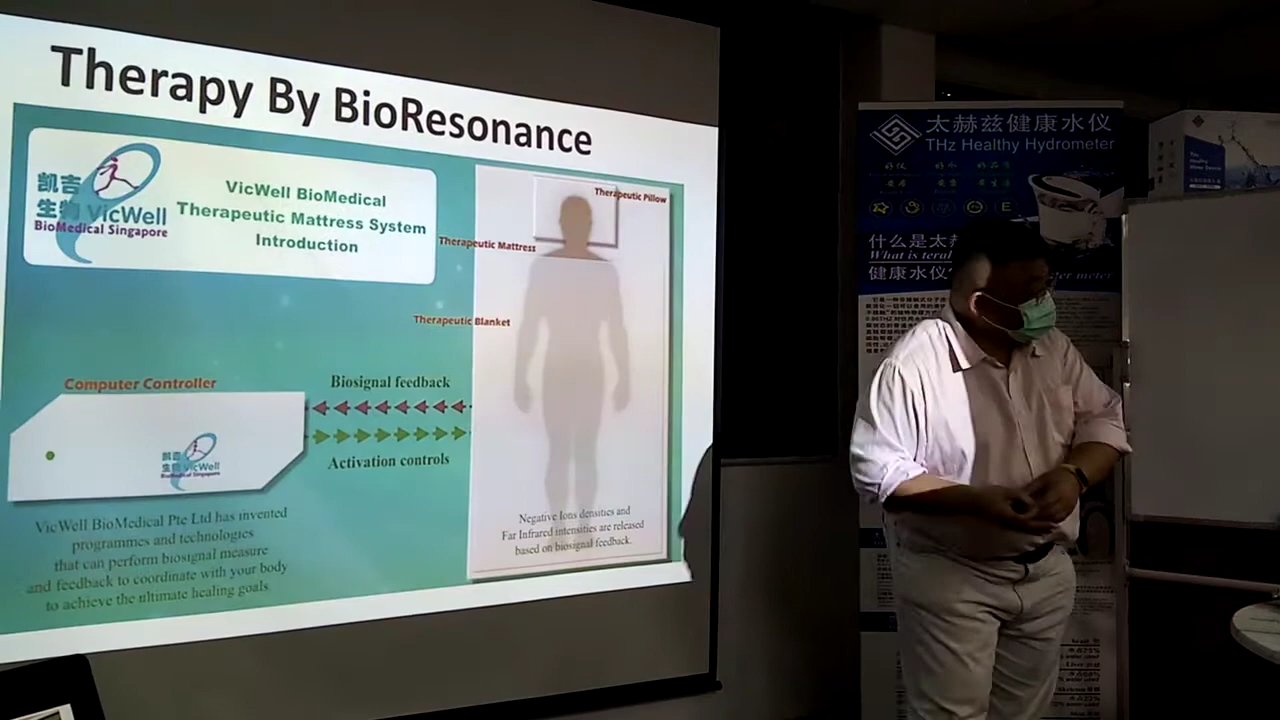 Therapy By BioResonance
凯吉
生物 VicWell
BioMedical Singapore
VicWell BioMedical
Therapeutic Mattress System
Introduction
Therapeutic Pillow
Therapeutic Mattress
Therapeutic Blanket
Computer Controller
Biosignal feedback
Activation controls
凯吉
生物 VicWell
BioMedical Singapore
VicWell BioMedical Pte Ltd has invented
programmes and technologies
that can perform biosignal measure
and feedback to coordinate with your body
to achieve the ultimate healing goals
Negative Ions densities and
Far Infrared intensities are released
based on biosignal feedback.
太赫兹健康水仪
THz Healthy Hydrometer
什么是太赫
What is tera
健康水仪
ter meter